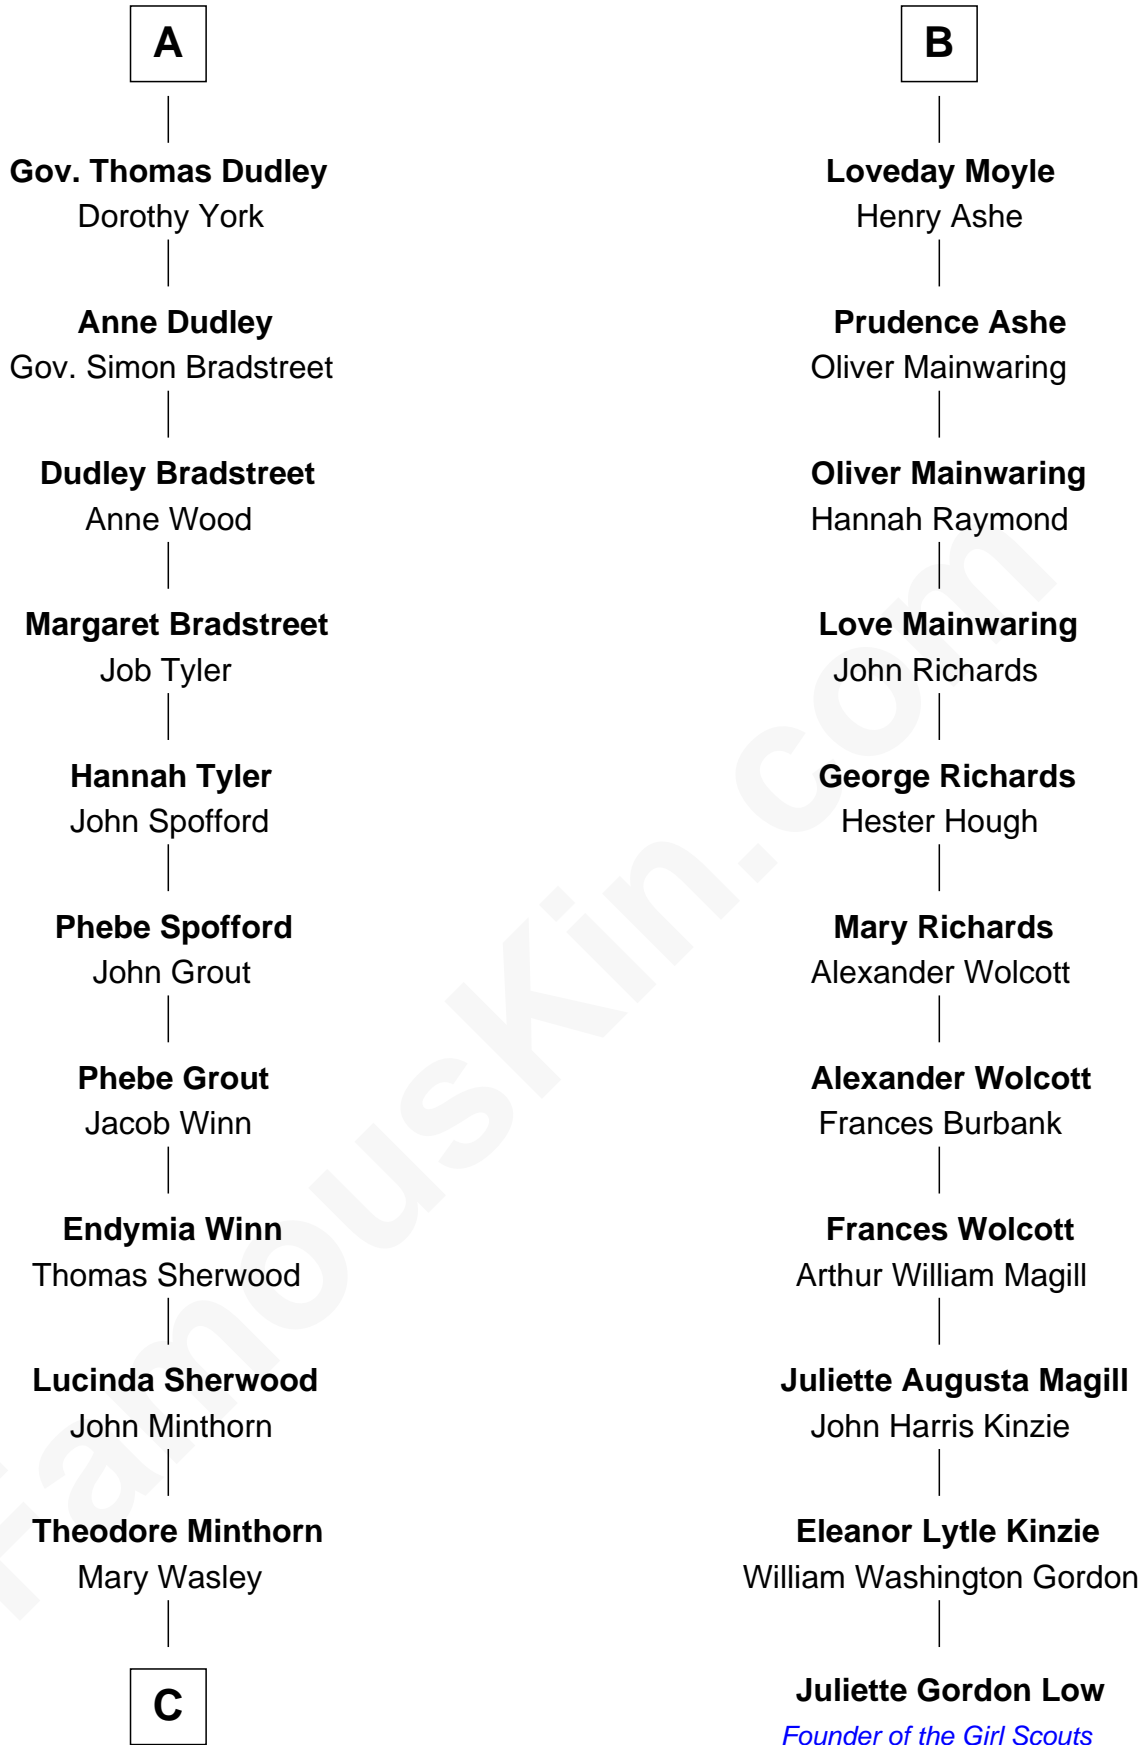 A
Gov. Thomas Dudley
Dorothy York
Anne Dudley
Gov. Simon Bradstreet
Dudley Bradstreet
Anne Wood
Margaret Bradstreet
Job Tyler
Hannah Tyler
John Spofford
Phebe Spofford
John Grout
Phebe Grout
Jacob Winn
Endymia Winn
Thomas Sherwood
Lucinda Sherwood
John Minthorn
Theodore Minthorn
Mary Wasley
C
B
Loveday Moyle
Henry Ashe
Prudence Ashe
Oliver Mainwaring
Oliver Mainwaring
Hannah Raymond
Love Mainwaring
John Richards
George Richards
Hester Hough
Mary Richards
Alexander Wolcott
Alexander Wolcott
Frances Burbank
Frances Wolcott
Arthur William Magill
Juliette Augusta Magill
John Harris Kinzie
Eleanor Lytle Kinzie
William Washington Gordon
Juliette Gordon Low
Founder of the Girl Scouts
FamousKin.com